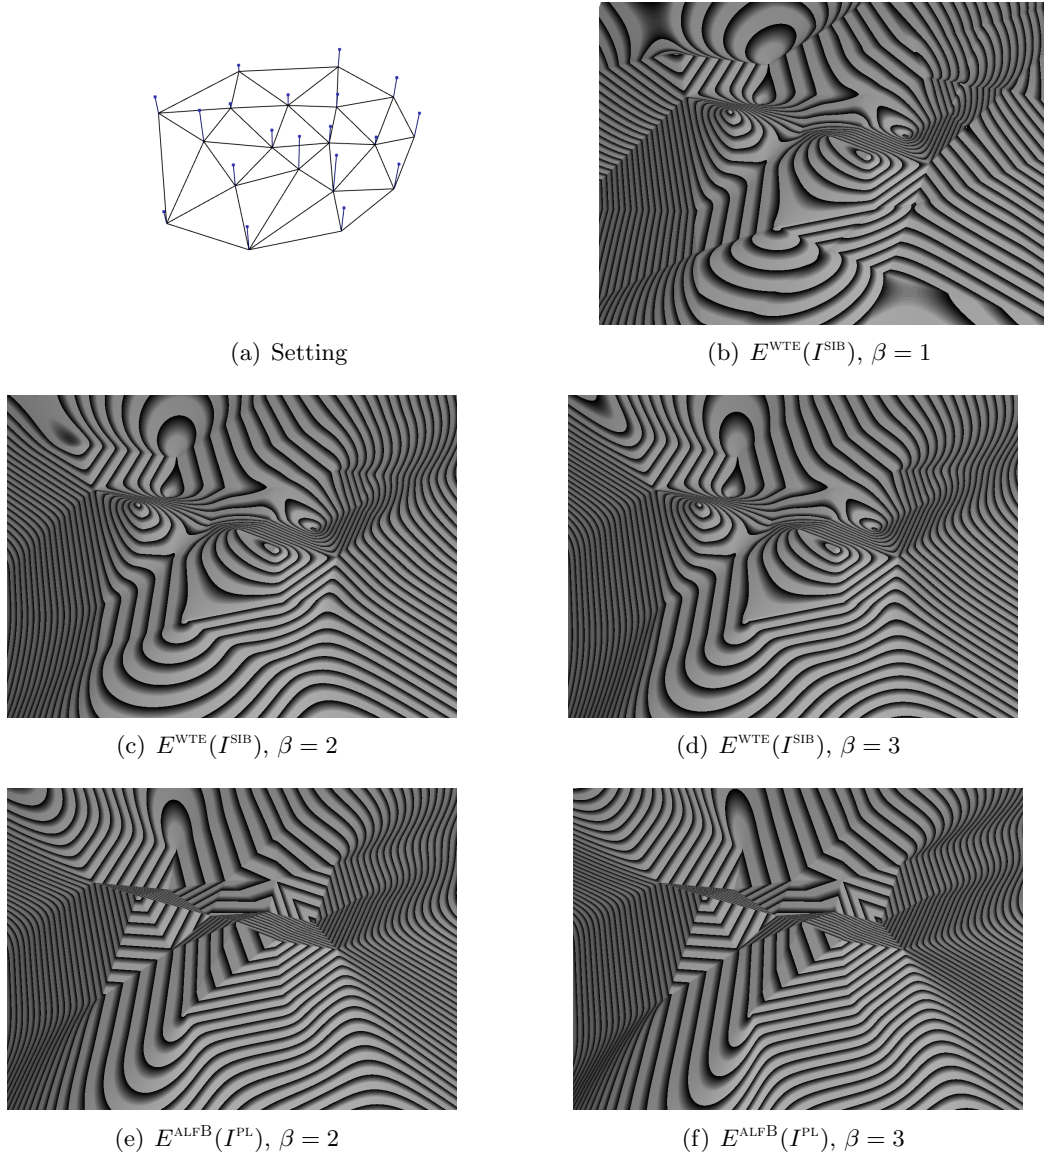 (a) Setting
(b) E^WTE(I^SIB), β = 1
(c) E^WTE(I^SIB), β = 2
(d) E^WTE(I^SIB), β = 3
(e) E^ALFB(I^PL), β = 2
(f) E^ALFB(I^PL), β = 3